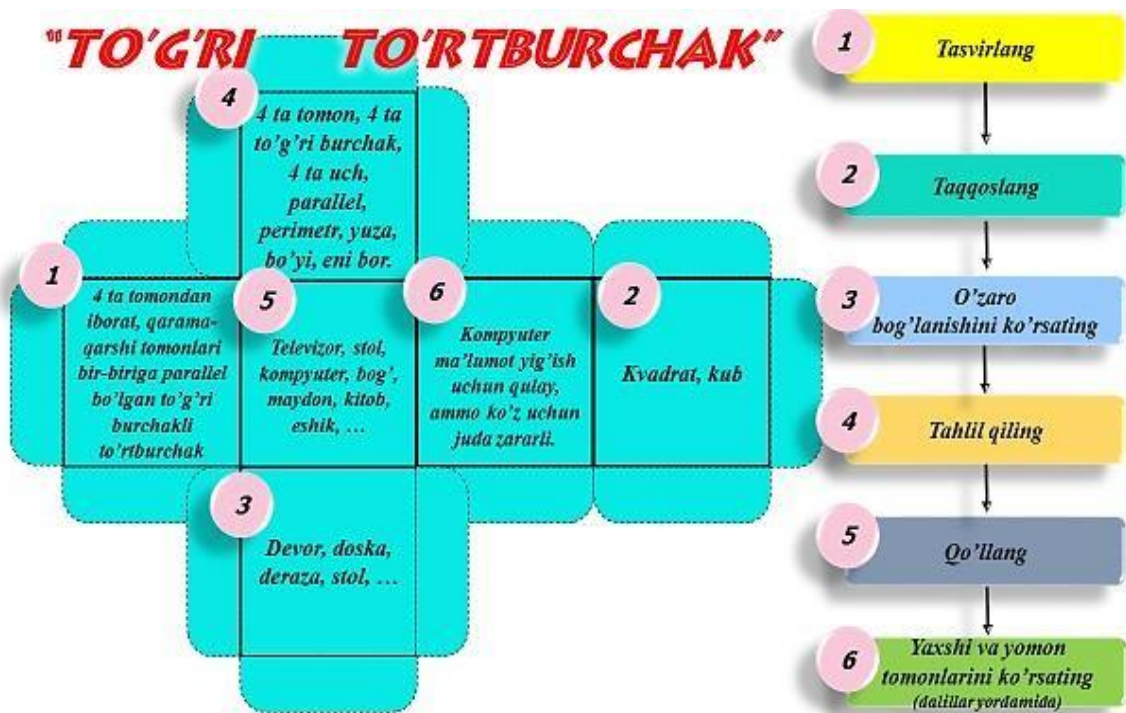 "TO'G'RI TO'RTBURCHAK"
4
4 ta tomon, 4 ta
to'g'ri burchak,
4 ta uch,
parallel,
perimetr, yuza,
bo'yi, eni bor.
1
4 ta tomondan
iborat, qarama-
qarshi tomonlari
bir-biriga parallel
bo'lgan to'g'ri
burchakli
to'rtburchak
5
Televizor, stol,
kompyuter, bog',
maydon, kitob,
eshik, ...
6
Kompyuter
ma'lumot yig'ish
uchun qulay,
ammo ko'z uchun
juda zararli.
2
Kvadrat, kub
3
Devor, doska,
deraza, stol, ...
1
Tasvirlang
2
Taqqoslang
3
O'zaro
bog'lanishini ko'rsating
4
Tahlil qiling
5
Qo'llang
6
Yaxshi va yomon
tomonlarini ko'rsating
(dalillar yordamida)